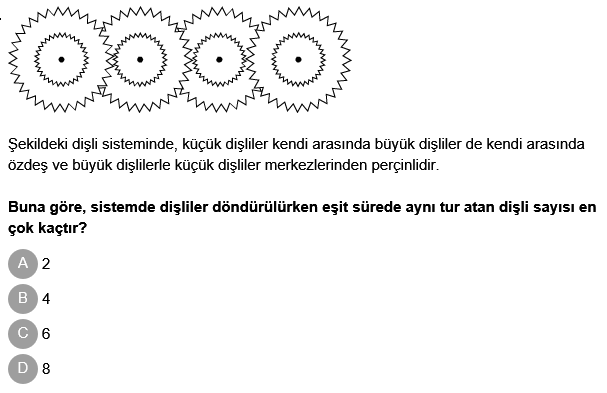 Şekildeki dişli sisteminde, küçük dişliler kendi arasında büyük dişliler de kendi arasında
özdeş ve büyük dişlilerle küçük dişliler merkezlerinden perçinlidir.
Buna göre, sistemde dişliler döndürülürken eşit sürede aynı tur atan dişli sayısı en
çok kaçtır?
A 2
B 4
C 6
D 8